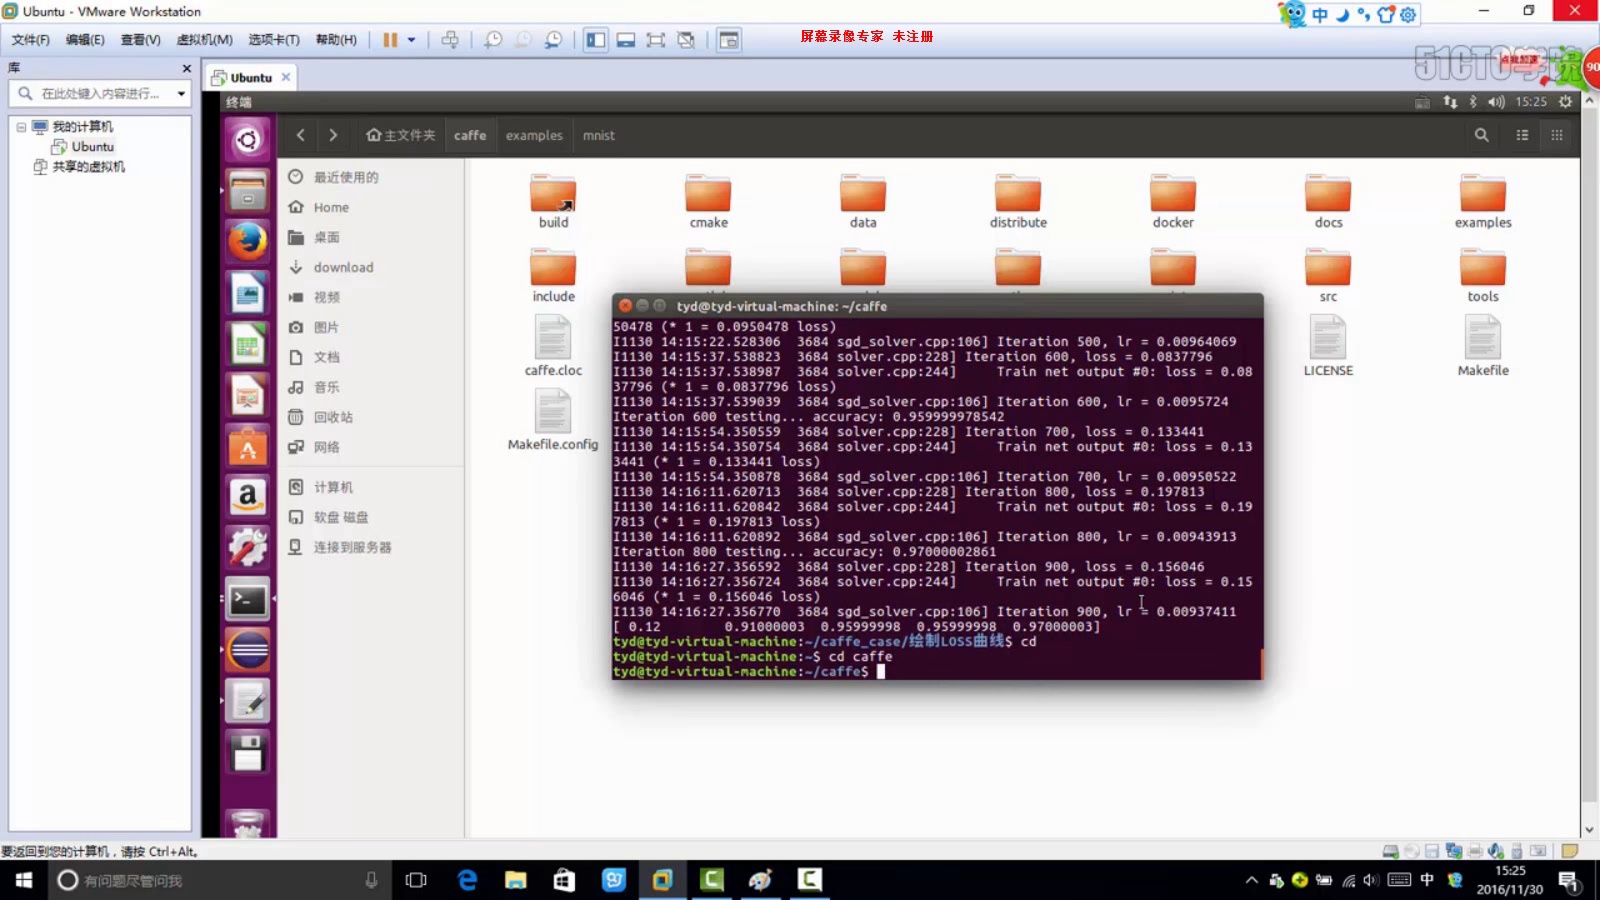 Ubuntu - VMware Workstation
中
文件(F) 编辑(E) 查看(V) 虚拟机(M) 选项卡(T) 帮助(H)
屏幕录像专家 未注册
51CTO学院
点我加速
90
库
在此处键入内容进行...
我的计算机
Ubuntu
共享的虚拟机
Ubuntu
终端
15:25
主文件夹 caffe examples mnist
最近使用的
Home
桌面
download
视频
图片
文档
音乐
回收站
网络
计算机
软盘 磁盘
连接到服务器
build cmake data distribute docker docs examples
include src tools
caffe.cloc LICENSE Makefile
Makefile.config
tyd@tyd-virtual-machine: ~/caffe
50478 (* 1 = 0.0950478 loss)
I1130 14:15:22.528306  3684 sgd_solver.cpp:106] Iteration 500, lr = 0.00964069
I1130 14:15:37.538823  3684 solver.cpp:228] Iteration 600, loss = 0.0837796
I1130 14:15:37.538987  3684 solver.cpp:244]     Train net output #0: loss = 0.08
37796 (* 1 = 0.0837796 loss)
I1130 14:15:37.539039  3684 sgd_solver.cpp:106] Iteration 600, lr = 0.0095724
Iteration 600 testing... accuracy: 0.959999978542
I1130 14:15:54.350559  3684 solver.cpp:228] Iteration 700, loss = 0.133441
I1130 14:15:54.350754  3684 solver.cpp:244]     Train net output #0: loss = 0.13
3441 (* 1 = 0.133441 loss)
I1130 14:15:54.350878  3684 sgd_solver.cpp:106] Iteration 700, lr = 0.00950522
I1130 14:16:11.620713  3684 solver.cpp:228] Iteration 800, loss = 0.197813
I1130 14:16:11.620842  3684 solver.cpp:244]     Train net output #0: loss = 0.19
7813 (* 1 = 0.197813 loss)
I1130 14:16:11.620892  3684 sgd_solver.cpp:106] Iteration 800, lr = 0.00943913
Iteration 800 testing... accuracy: 0.97000002861
I1130 14:16:27.356592  3684 solver.cpp:228] Iteration 900, loss = 0.156046
I1130 14:16:27.356724  3684 solver.cpp:244]     Train net output #0: loss = 0.15
6046 (* 1 = 0.156046 loss)
I1130 14:16:27.356770  3684 sgd_solver.cpp:106] Iteration 900, lr = 0.00937411
[ 0.12        0.91000003  0.95999998  0.95999998  0.97000003]
tyd@tyd-virtual-machine:~/caffe_case/绘制LOSS曲线$ cd
tyd@tyd-virtual-machine:~$ cd caffe
tyd@tyd-virtual-machine:~/caffe$
要返回到您的计算机，请按 Ctrl+Alt。
有问题尽管问我
中
15:25
2016/11/30
1